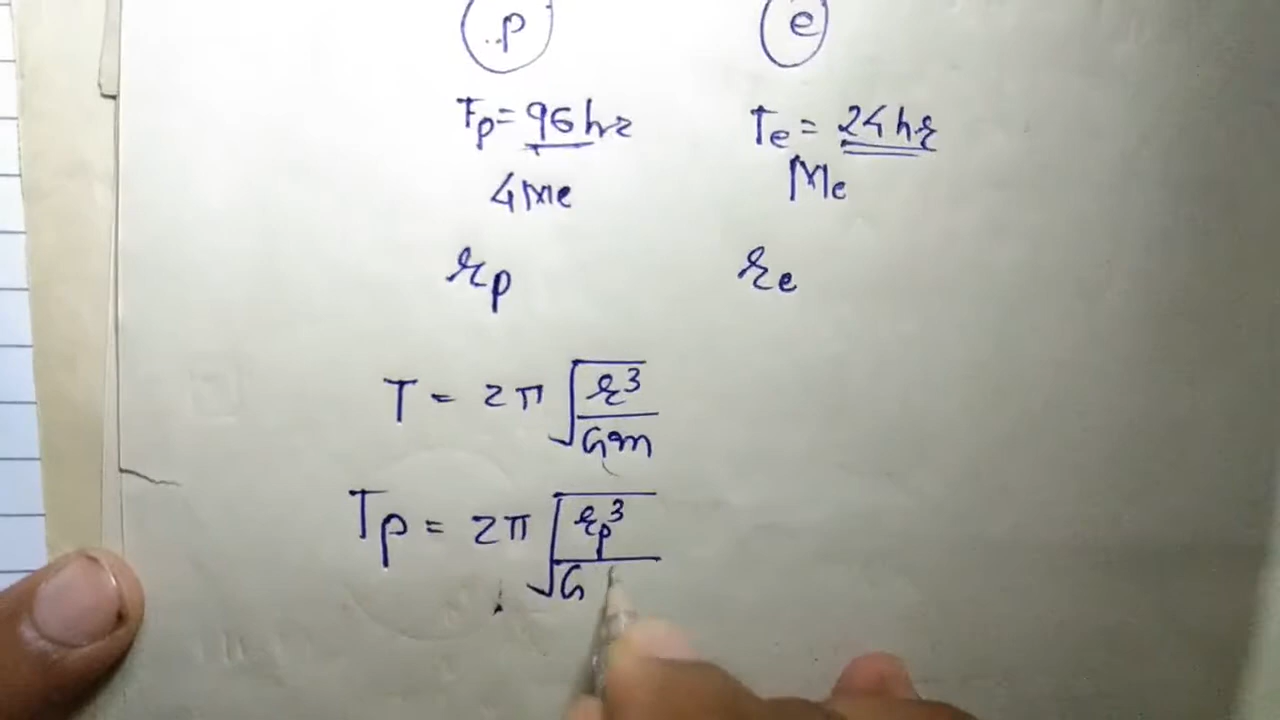 ..p e
Tp = 96 hr Te = 24 hr
4Me Me
rp re
T = 2π √r³/Gm
Tp = 2π √rp³/G